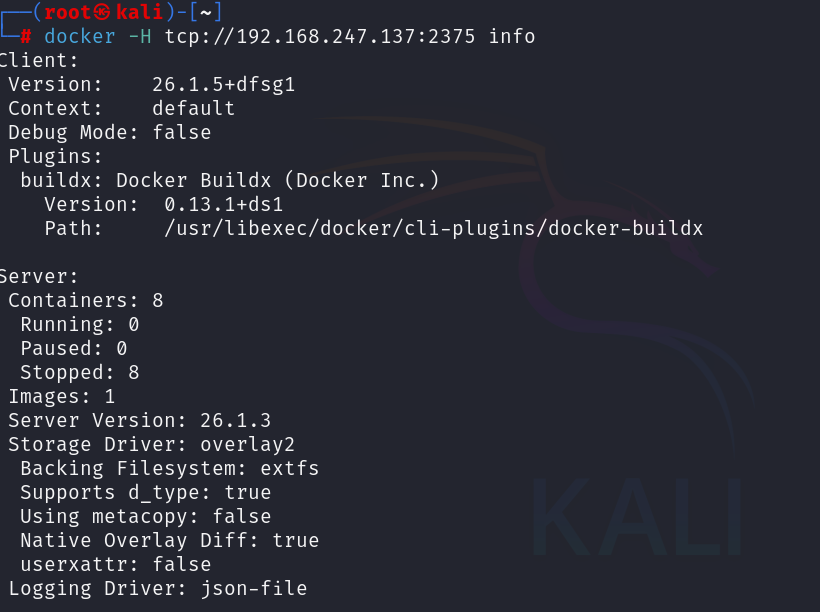 ┌──(root㉿kali)-[~]
└─# docker -H tcp://192.168.247.137:2375 info
Client:
 Version:    26.1.5+dfsg1
 Context:    default
 Debug Mode: false
 Plugins:
  buildx: Docker Buildx (Docker Inc.)
    Version:  0.13.1+ds1
    Path:     /usr/libexec/docker/cli-plugins/docker-buildx

Server:
 Containers: 8
  Running: 0
  Paused: 0
  Stopped: 8
 Images: 1
 Server Version: 26.1.3
 Storage Driver: overlay2
  Backing Filesystem: extfs
  Supports d_type: true
  Using metacopy: false
  Native Overlay Diff: true
  userxattr: false
 Logging Driver: json-file
KALI